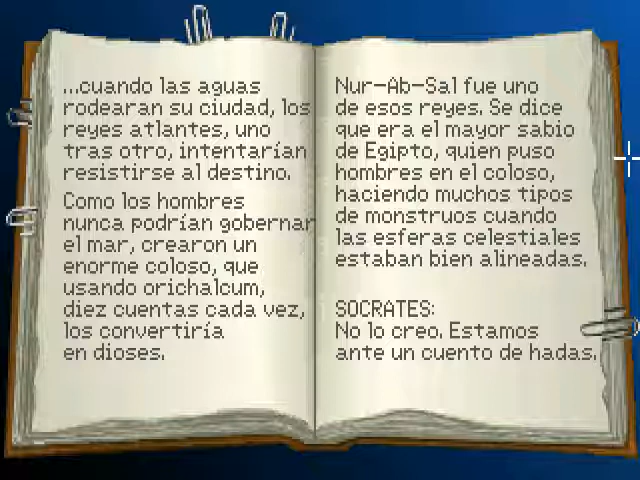 ...cuando las aguas
rodearan su ciudad, los
reyes atlantes, uno
tras otro, intentarían
resistirse al destino.
Como los hombres
nunca podrían gobernar
el mar, crearon un
enorme coloso, que
usando orichalcum,
diez cuentas cada vez,
los convertiría
en dioses.
Nur-Ab-Sal fue uno
de esos reyes. Se dice
que era el mayor sabio
de Egipto, quien puso
hombres en el coloso,
haciendo muchos tipos
de monstruos cuando
las esferas celestiales
estaban bien alineadas.
SOCRATES:
No lo creo. Estamos
ante un cuento de hadas.